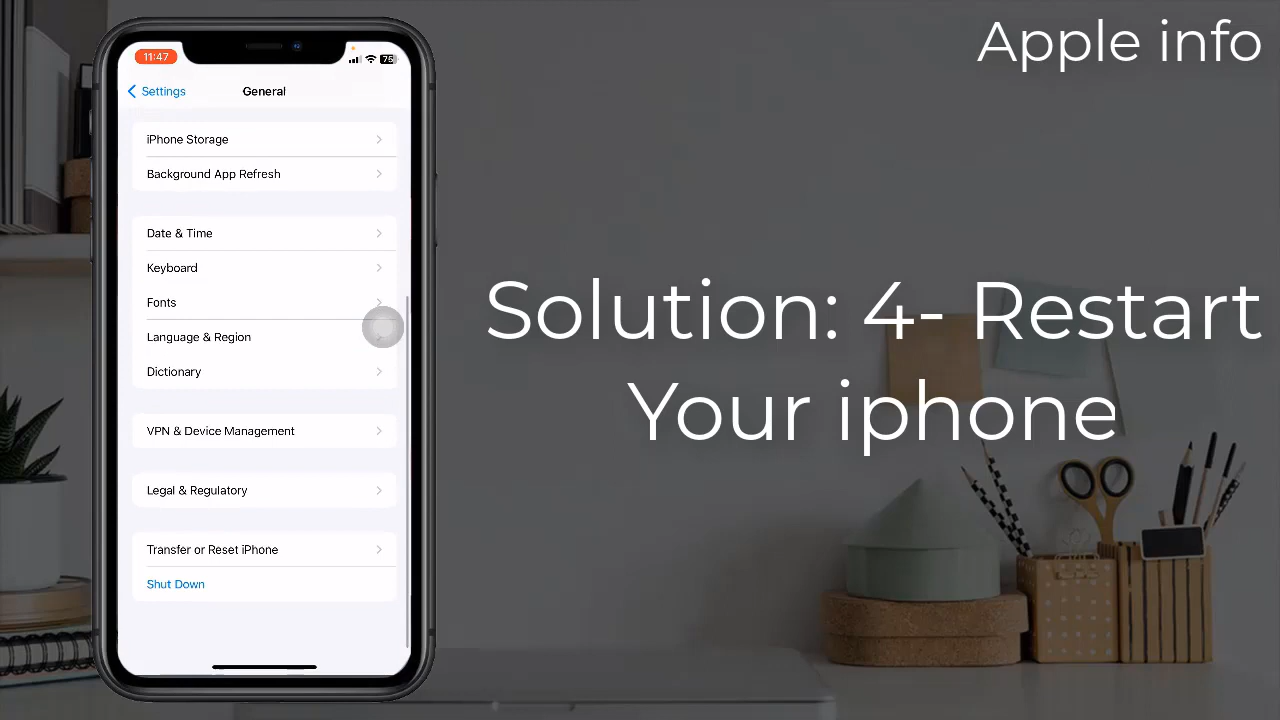 Apple info
11:47
75
Settings
General
iPhone Storage
Background App Refresh
Date & Time
Keyboard
Fonts
Language & Region
Dictionary
VPN & Device Management
Legal & Regulatory
Transfer or Reset iPhone
Shut Down
Solution: 4- Restart
Your iphone